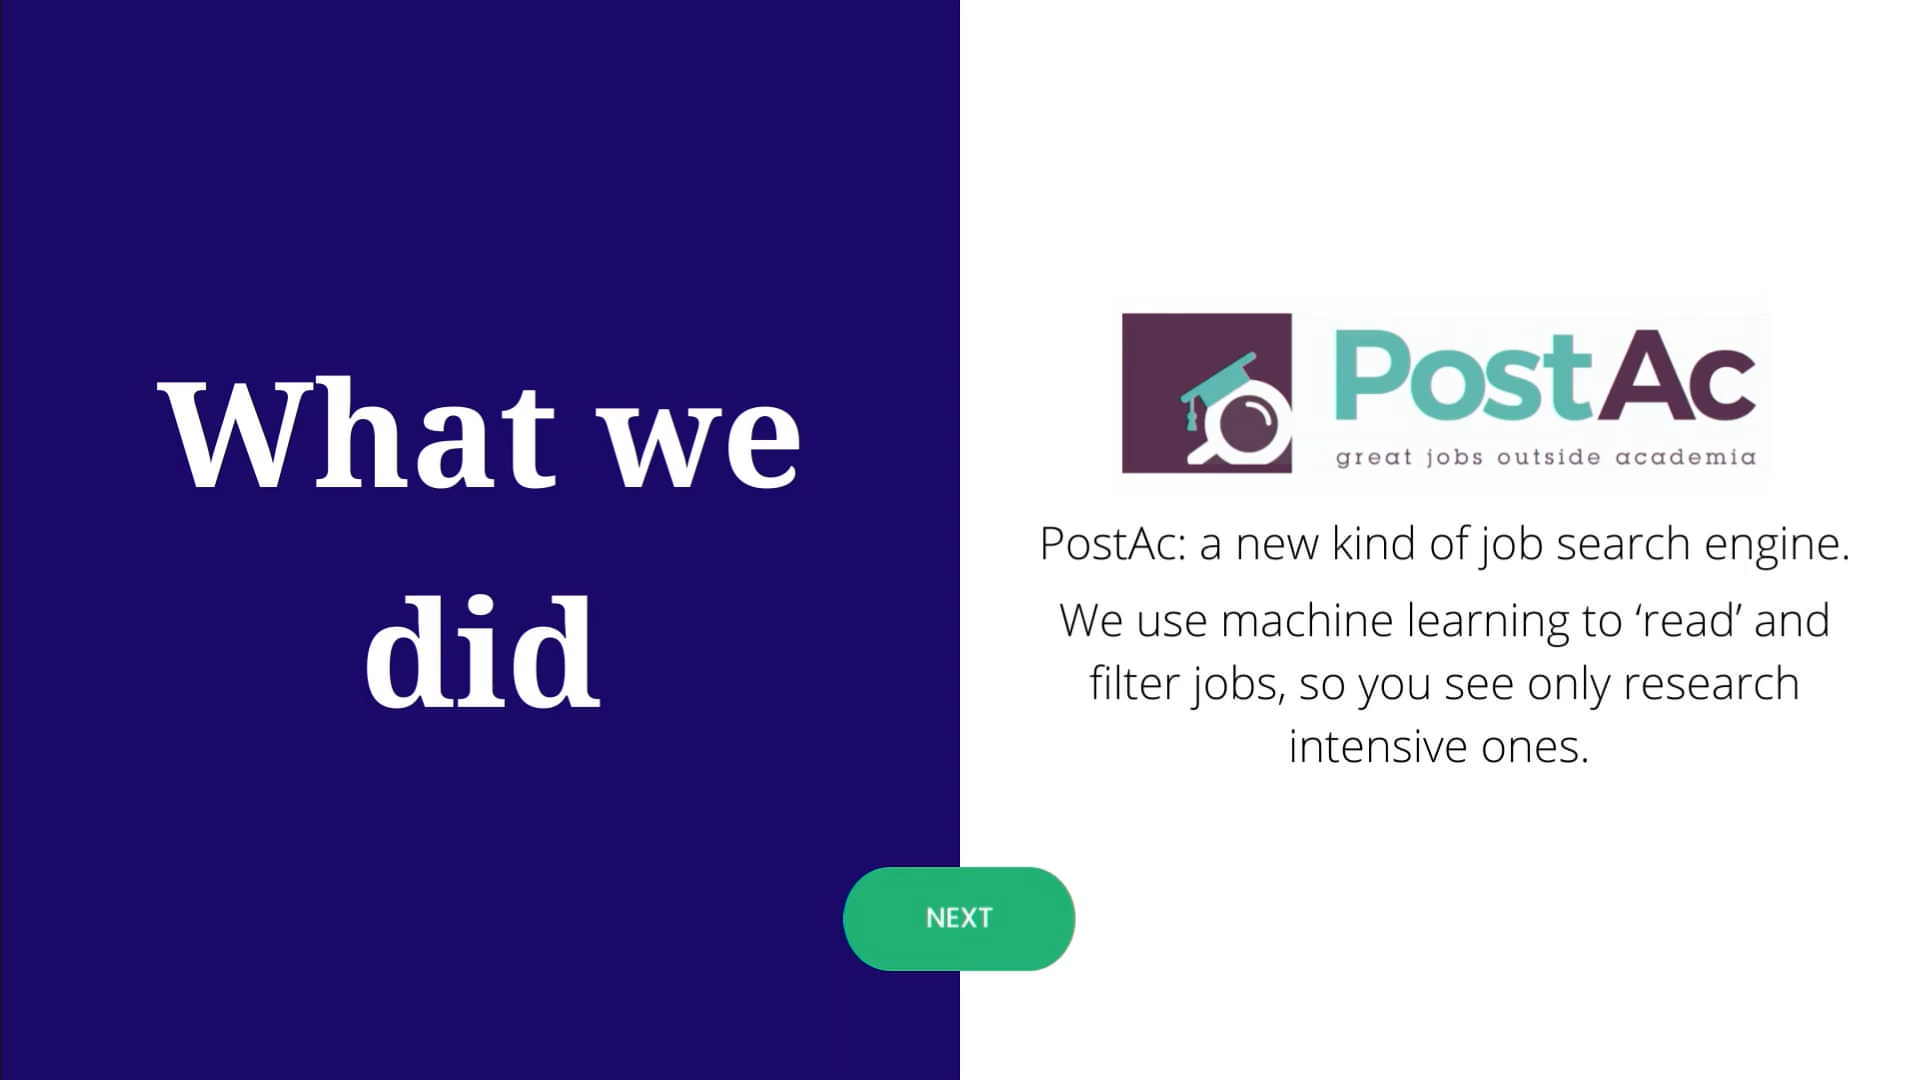 What we
did
PostAc
great jobs outside academia
PostAc: a new kind of job search engine.
We use machine learning to ‘read’ and
filter jobs, so you see only research
intensive ones.
NEXT